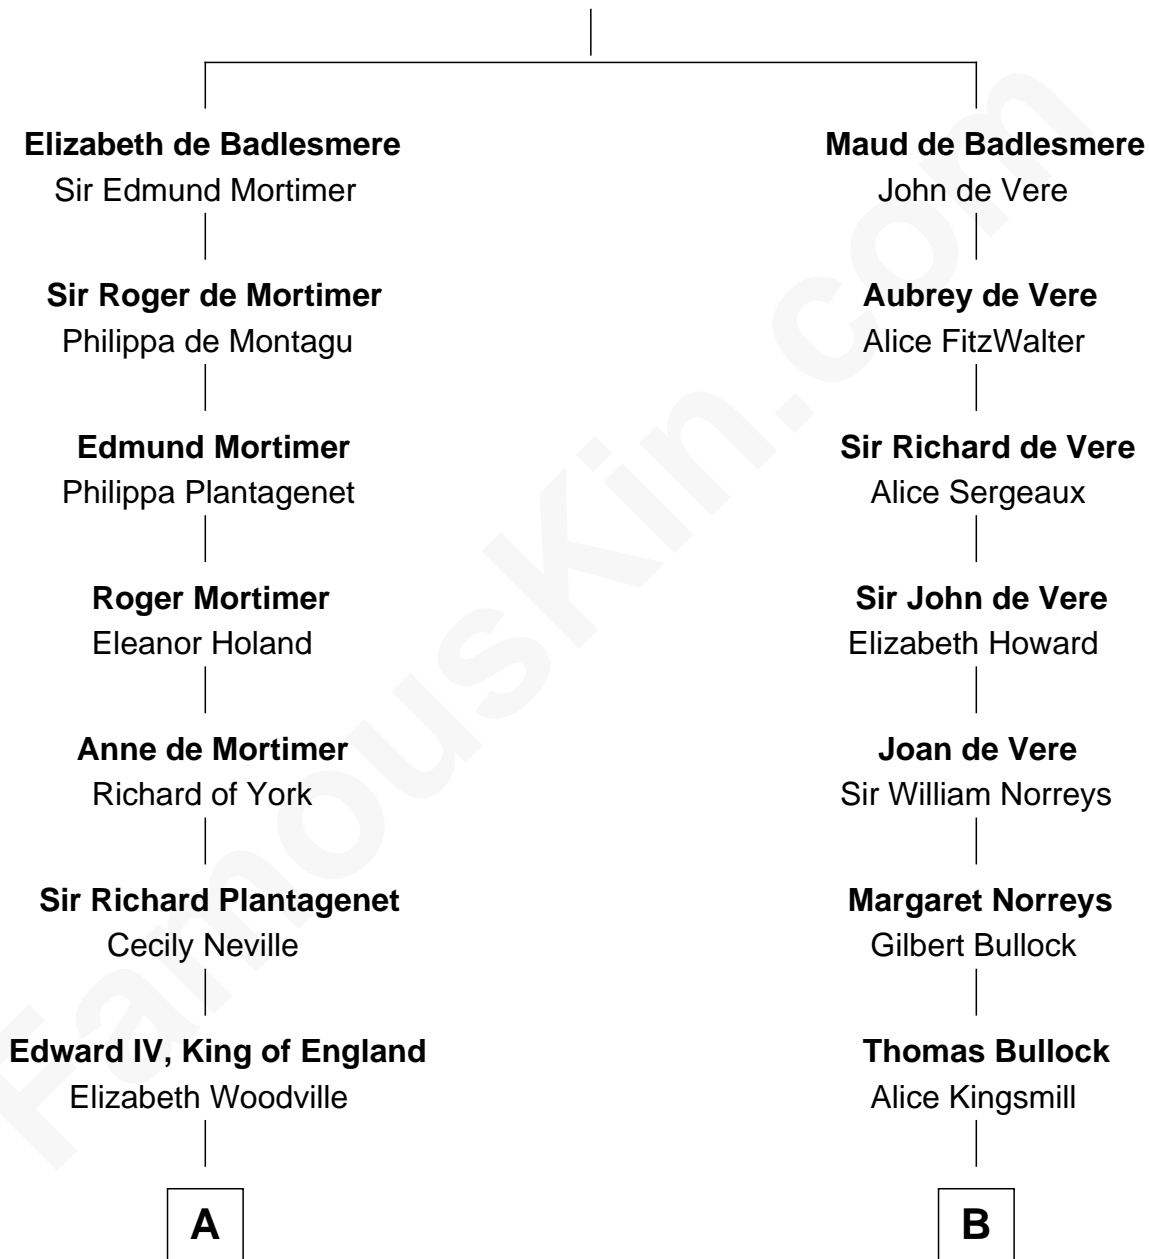 Elizabeth de Badlesmere
Sir Edmund Mortimer
Sir Roger de Mortimer
Philippa de Montagu
Edmund Mortimer
Philippa Plantagenet
Roger Mortimer
Eleanor Holand
Anne de Mortimer
Richard of York
Sir Richard Plantagenet
Cecily Neville
Edward IV, King of England
Elizabeth Woodville
A
Maud de Badlesmere
John de Vere
Aubrey de Vere
Alice FitzWalter
Sir Richard de Vere
Alice Sergeaux
Sir John de Vere
Elizabeth Howard
Joan de Vere
Sir William Norreys
Margaret Norreys
Gilbert Bullock
Thomas Bullock
Alice Kingsmill
B
FamousKin.com